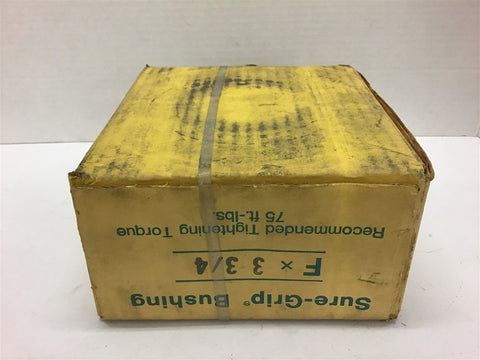 Sure-Grip® Bushing
F × 3 3/4
Recommended Tightening Torque
75 ft-lbs.